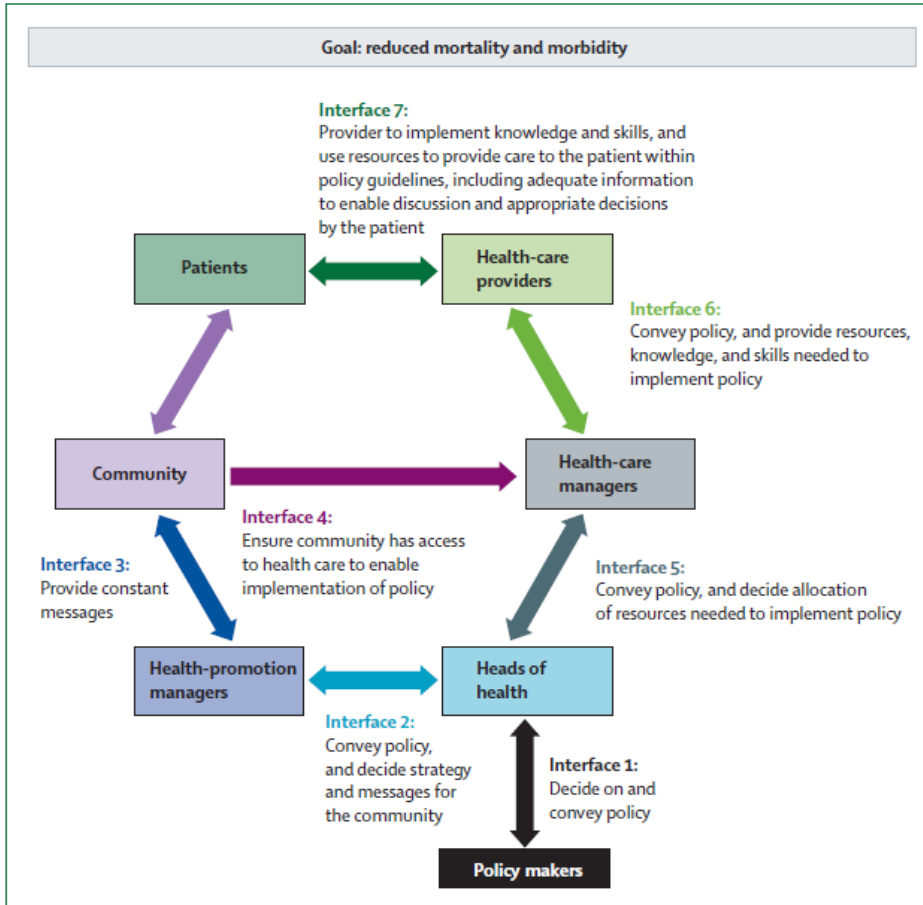 Goal: reduced mortality and morbidity
Interface 7:
Provider to implement knowledge and skills, and
use resources to provide care to the patient within
policy guidelines, including adequate information
to enable discussion and appropriate decisions
by the patient
Patients
Health-care
providers
Interface 6:
Convey policy, and provide resources,
knowledge, and skills needed to
implement policy
Community
Health-care
managers
Interface 4:
Ensure community has access
to health care to enable
implementation of policy
Interface 3:
Provide constant
messages
Interface 5:
Convey policy, and decide allocation
of resources needed to implement policy
Health-promotion
managers
Heads of
health
Interface 2:
Convey policy,
and decide strategy
and messages for
the community
Interface 1:
Decide on and
convey policy
Policy makers